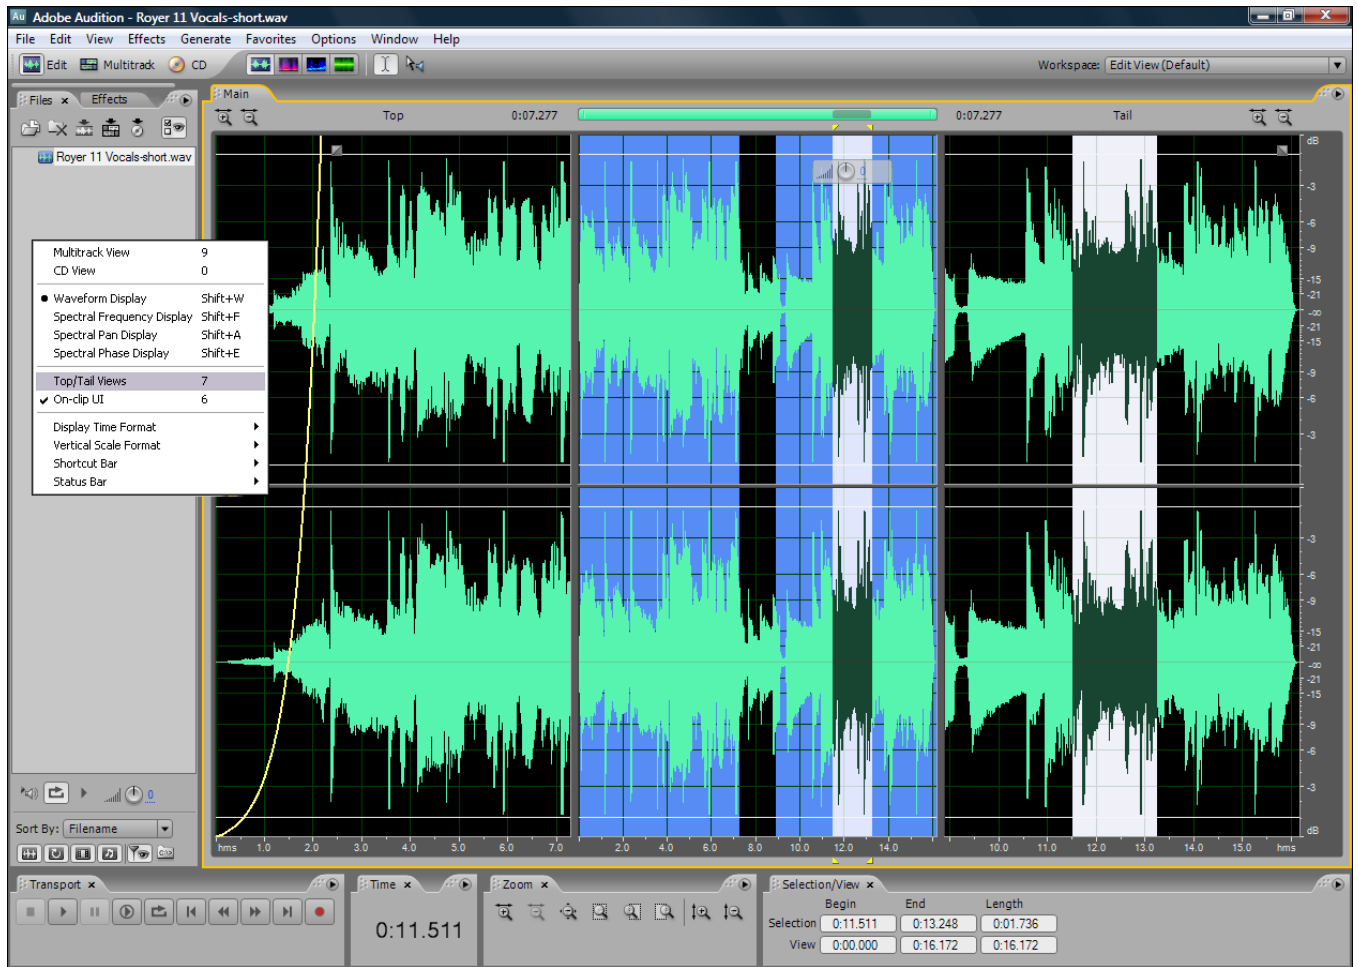 Au Adobe Audition - Royer 11 Vocals-short.wav
File Edit View Effects Generate Favorites Options Window Help
Edit Multitrack CD
Workspace: Edit View (Default)
Files x Effects
Main
Top 0:07.277 0:07.277 Tail
Royer 11 Vocals-short.wav
0
dB
-3
-6
-9
-15
-21
-∞
-21
-15
-9
-6
-3
Multitrack View 9
CD View 0
Waveform Display Shift+W
Spectral Frequency Display Shift+F
Spectral Pan Display Shift+A
Spectral Phase Display Shift+E
Top/Tail Views 7
On-clip UI 6
Display Time Format
Vertical Scale Format
Shortcut Bar
Status Bar
-3
-6
-9
-15
-21
-∞
-21
-15
-9
-6
-3
dB
0
Sort By: Filename
hms 1.0 2.0 3.0 4.0 5.0 6.0 7.0 2.0 4.0 6.0 8.0 10.0 12.0 14.0 10.0 11.0 12.0 13.0 14.0 15.0 hms
Transport x Time x Zoom x Selection/View x
0:11.511
Begin End Length
Selection 0:11.511 0:13.248 0:01.736
View 0:00.000 0:16.172 0:16.172